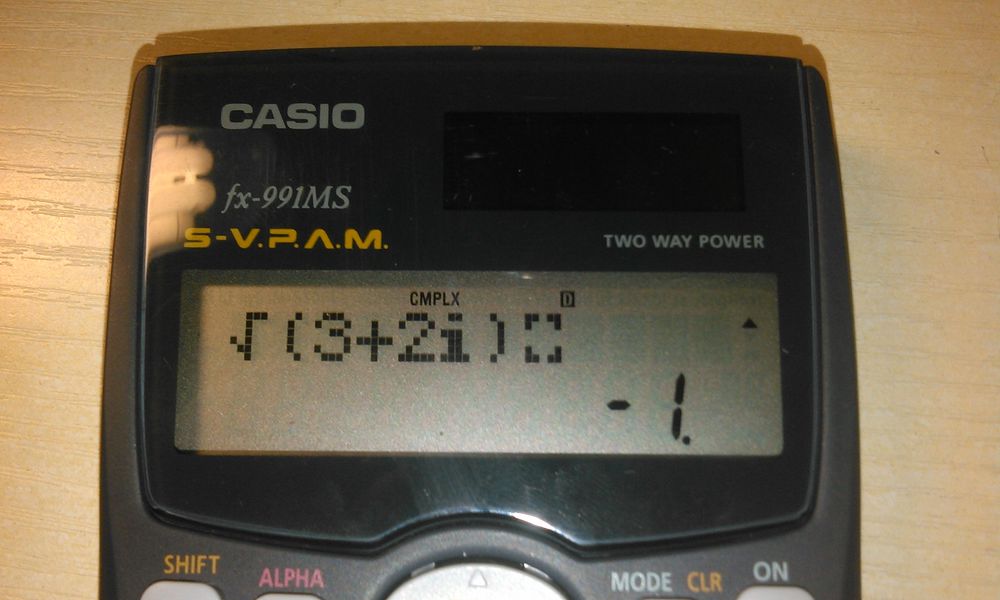 CASIO
fx-991MS
S-V.P.A.M.
TWO WAY POWER
CMPLX D
√(3+2i)
-1.
SHIFT
ALPHA
MODE CLR
ON